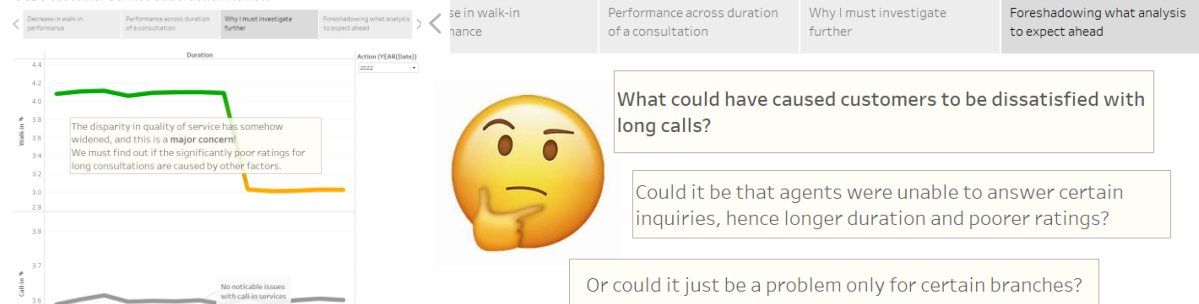 Decrease in walk-in
performance
Performance across duration
of a consultation
Why I must investigate
further
Foreshadowing what analysis
to expect ahead
Duration
Action (YEAR(Date))
2022
4.4
4.2
4.0
3.8
3.6
3.4
3.2
3.0
2.8
Walk-in *
The disparity in quality of service has somehow
widened, and this is a major concern!
We must find out if the significantly poor ratings for
long consultations are caused by other factors.
3.8
3.7
3.6
Call-in *
No noticable issues
with call-in services
se in walk-in
ance
Performance across duration
of a consultation
Why I must investigate
further
Foreshadowing what analysis
to expect ahead
What could have caused customers to be dissatisfied with
long calls?
Could it be that agents were unable to answer certain
inquiries, hence longer duration and poorer ratings?
Or could it just be a problem only for certain branches?